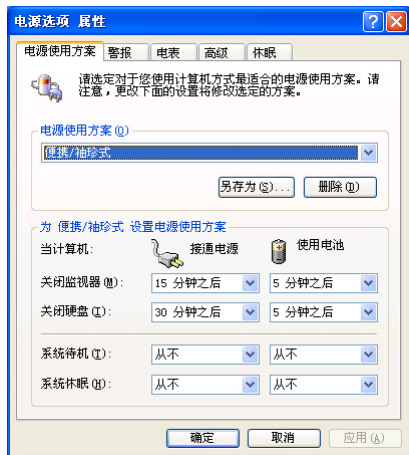 电源选项 属性
电源使用方案 警报 电表 高级 休眠
请选定对于您使用计算机方式最适合的电源使用方案。请
注意，更改下面的设置将修改选定的方案。
电源使用方案(O)
便携/袖珍式
另存为(S)... 删除(D)
为 便携/袖珍式 设置电源使用方案
当计算机: 接通电源 使用电池
关闭监视器(M): 15 分钟之后 5 分钟之后
关闭硬盘(I): 30 分钟之后 5 分钟之后
系统待机(T): 从不 从不
系统休眠(H): 从不 从不
确定 取消 应用(A)